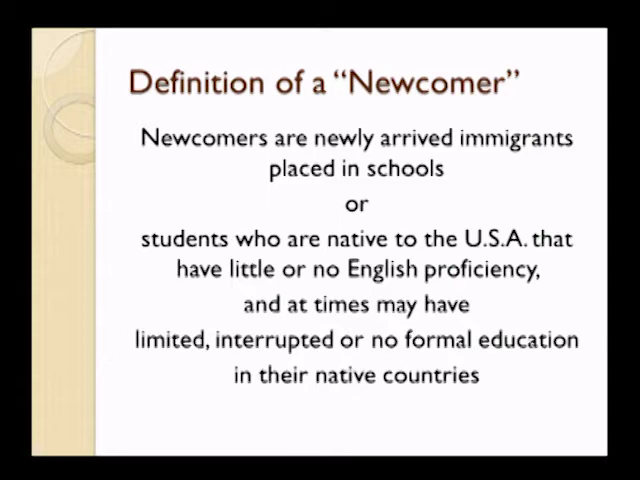 Definition of a “Newcomer”
Newcomers are newly arrived immigrants
placed in schools
or
students who are native to the U.S.A. that
have little or no English proficiency,
and at times may have
limited, interrupted or no formal education
in their native countries